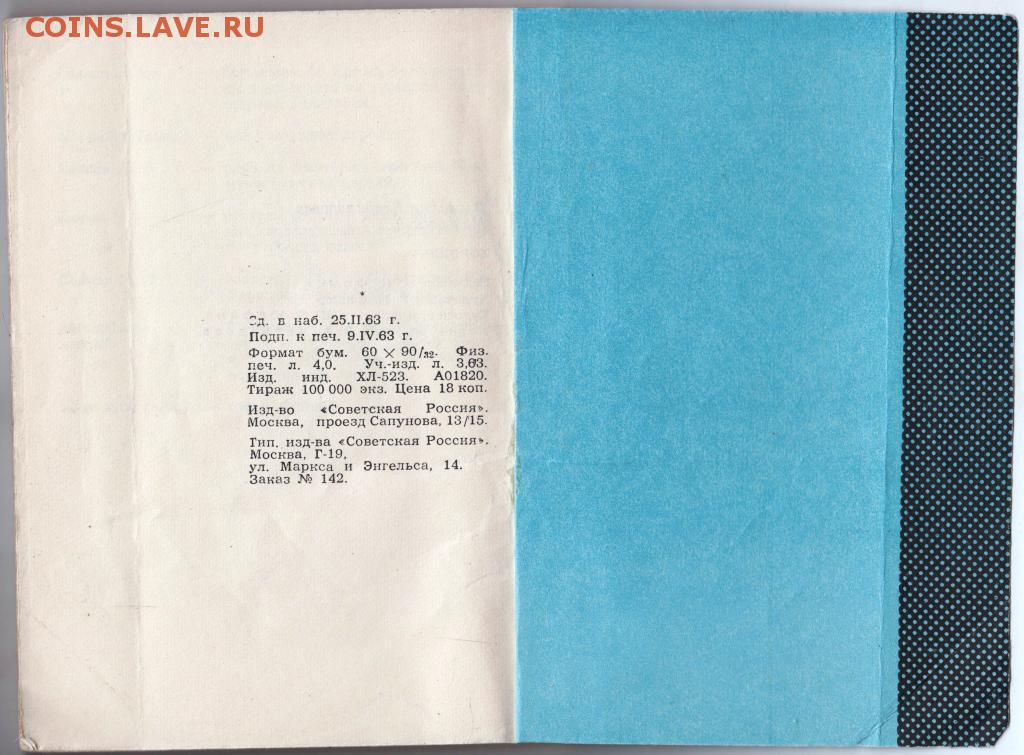 COINS.LAVE.RU
Зд. в наб. 25.II.63 г.
Подп. к печ. 9.IV.63 г.
Формат бум. 60 × 90/32. Физ.
печ. л. 4,0. Уч.-изд. л. 3,63.
Изд. инд. ХЛ-523. А01820.
Тираж 100 000 экз. Цена 18 коп.
Изд-во «Советская Россия».
Москва, проезд Сапунова, 13/15.
Тип. изд-ва «Советская Россия».
Москва, Г-19,
ул. Маркса и Энгельса, 14.
Заказ № 142.